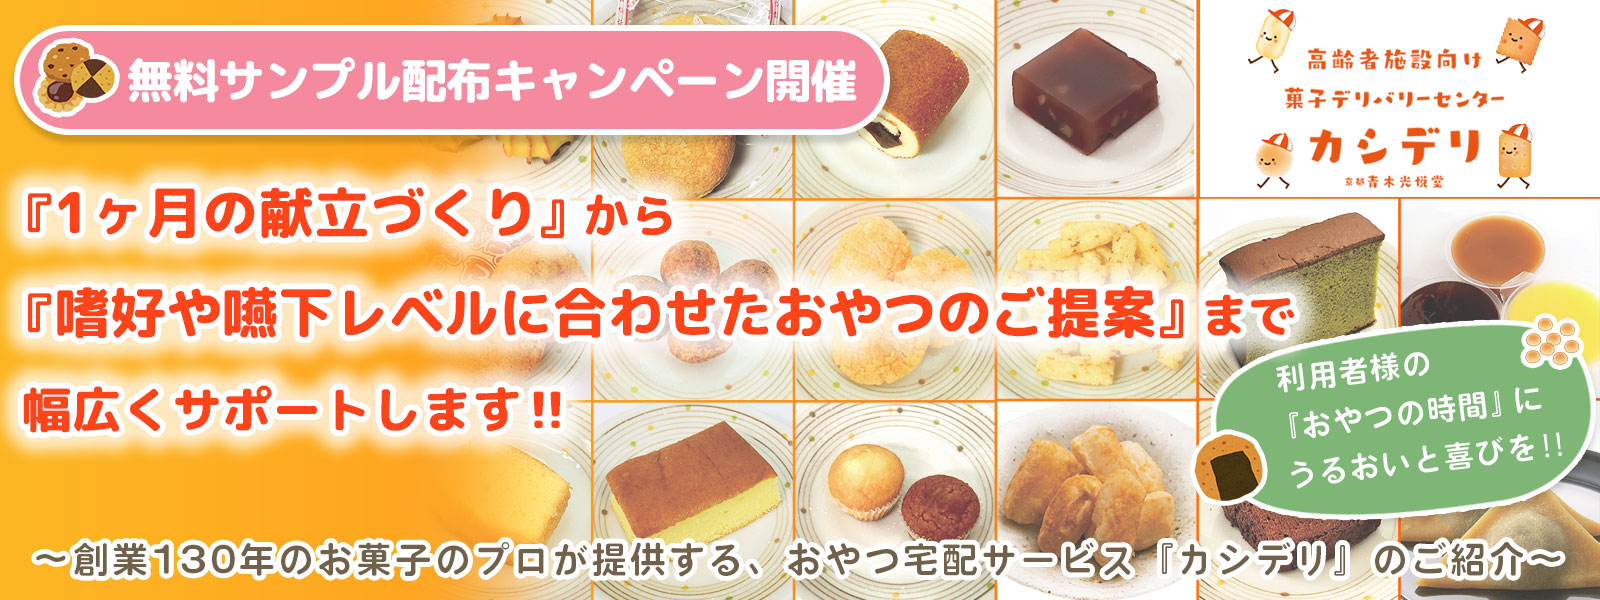 無料サンプル配布キャンペーン開催
高齢者施設向け
菓子デリバリーセンター
カシデリ
京都青木光悦堂
『1ヶ月の献立づくり』から
『嗜好や嚥下レベルに合わせたおやつのご提案』まで
幅広くサポートします!!
利用者様の
『おやつの時間』に
うるおいと喜びを!!
〜創業130年のお菓子のプロが提供する、おやつ宅配サービス『カシデリ』のご紹介〜